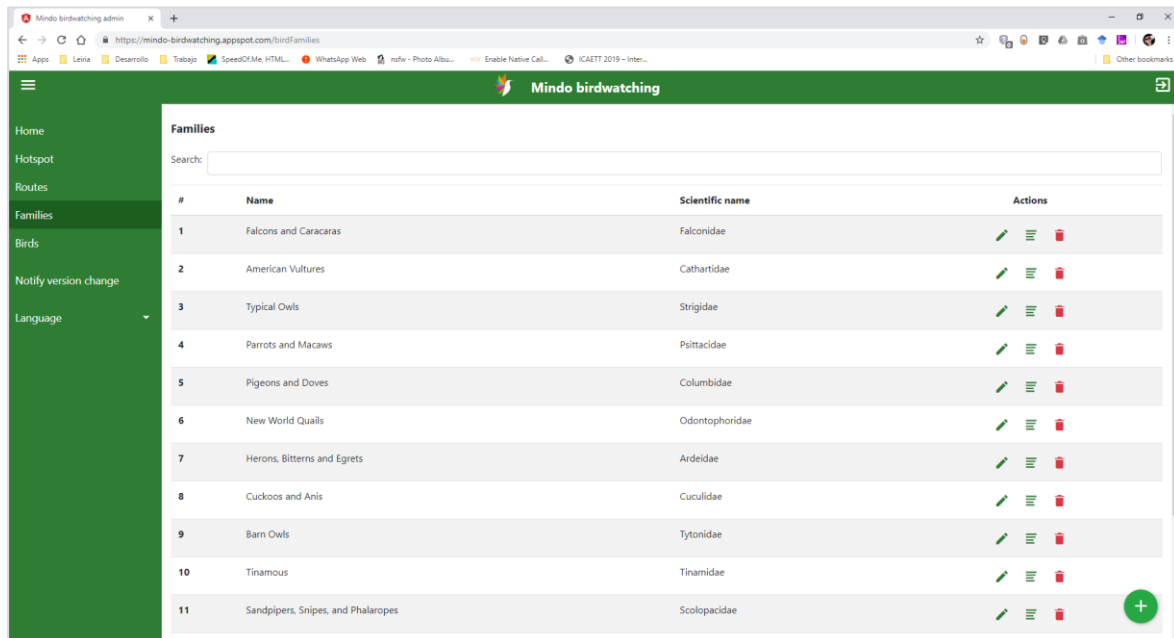 Mindo birdwatching admin
https://mindo-birdwatching.appspot.com/birdFamilies
Apps Leiria Desarrollo Trabajo SpeedOf.Me, HTML... WhatsApp Web nsfw - Photo Albu... Enable Native Call... ICAETT 2019 – Inter... Other bookmarks
Mindo birdwatching
Home
Hotspot
Routes
Families
Birds
Notify version change
Language
Families
Search:
# Name Scientific name Actions
1 Falcons and Caracaras Falconidae
2 American Vultures Cathartidae
3 Typical Owls Strigidae
4 Parrots and Macaws Psittacidae
5 Pigeons and Doves Columbidae
6 New World Quails Odontophoridae
7 Herons, Bitterns and Egrets Ardeidae
8 Cuckoos and Anis Cuculidae
9 Barn Owls Tytonidae
10 Tinamous Tinamidae
11 Sandpipers, Snipes, and Phalaropes Scolopacidae